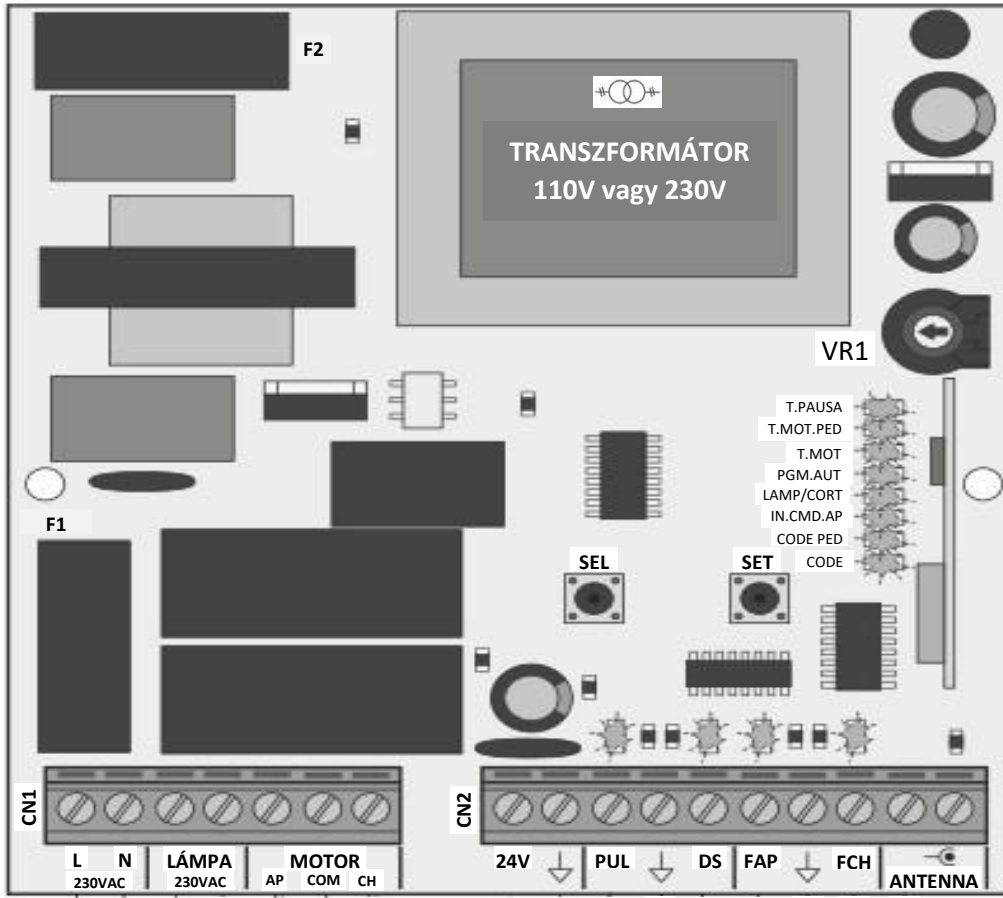 F2
TRANSZFORMÁTOR
110V vagy 230V
VR1
T.PAUSA
T.MOT.PED
T.MOT
PGM.AUT
LAMP/CORT
IN.CMD.AP
CODE PED
CODE
F1
SEL
SET
CN1
CN2
L N LÁMPA MOTOR
230VAC 230VAC AP COM CH
24V PUL DS FAP FCH
ANTENNA